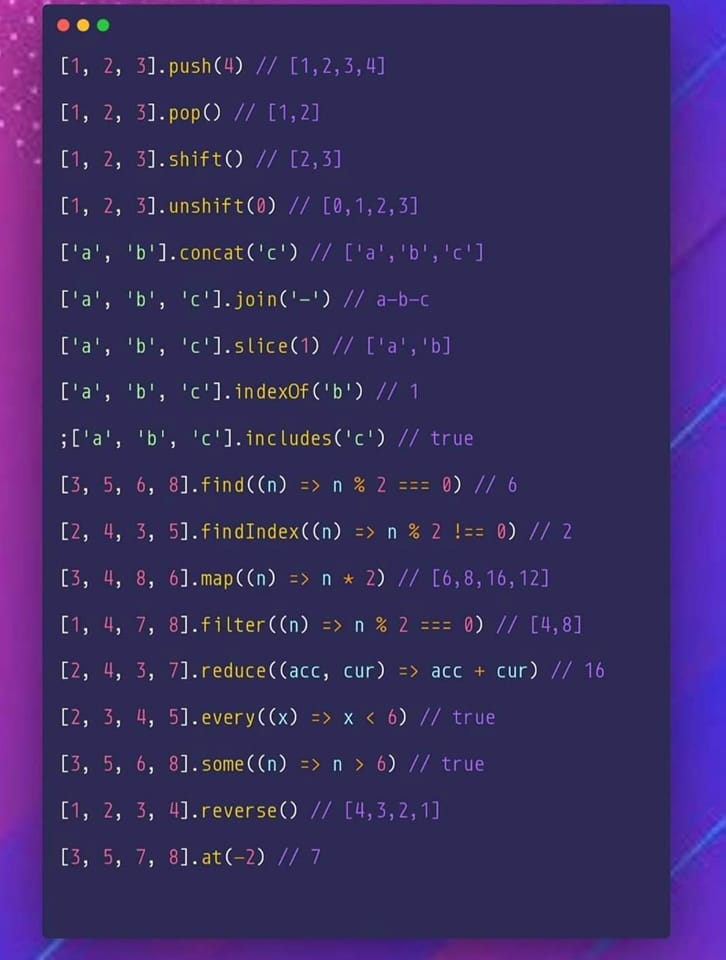 [1, 2, 3].push(4) // [1,2,3,4]
[1, 2, 3].pop() // [1,2]
[1, 2, 3].shift() // [2,3]
[1, 2, 3].unshift(0) // [0,1,2,3]
['a', 'b'].concat('c') // ['a','b','c']
['a', 'b', 'c'].join('-') // a-b-c
['a', 'b', 'c'].slice(1) // ['a','b]
['a', 'b', 'c'].indexOf('b') // 1
;['a', 'b', 'c'].includes('c') // true
[3, 5, 6, 8].find((n) => n % 2 === 0) // 6
[2, 4, 3, 5].findIndex((n) => n % 2 !== 0) // 2
[3, 4, 8, 6].map((n) => n * 2) // [6,8,16,12]
[1, 4, 7, 8].filter((n) => n % 2 === 0) // [4,8]
[2, 4, 3, 7].reduce((acc, cur) => acc + cur) // 16
[2, 3, 4, 5].every((x) => x < 6) // true
[3, 5, 6, 8].some((n) => n > 6) // true
[1, 2, 3, 4].reverse() // [4,3,2,1]
[3, 5, 7, 8].at(-2) // 7